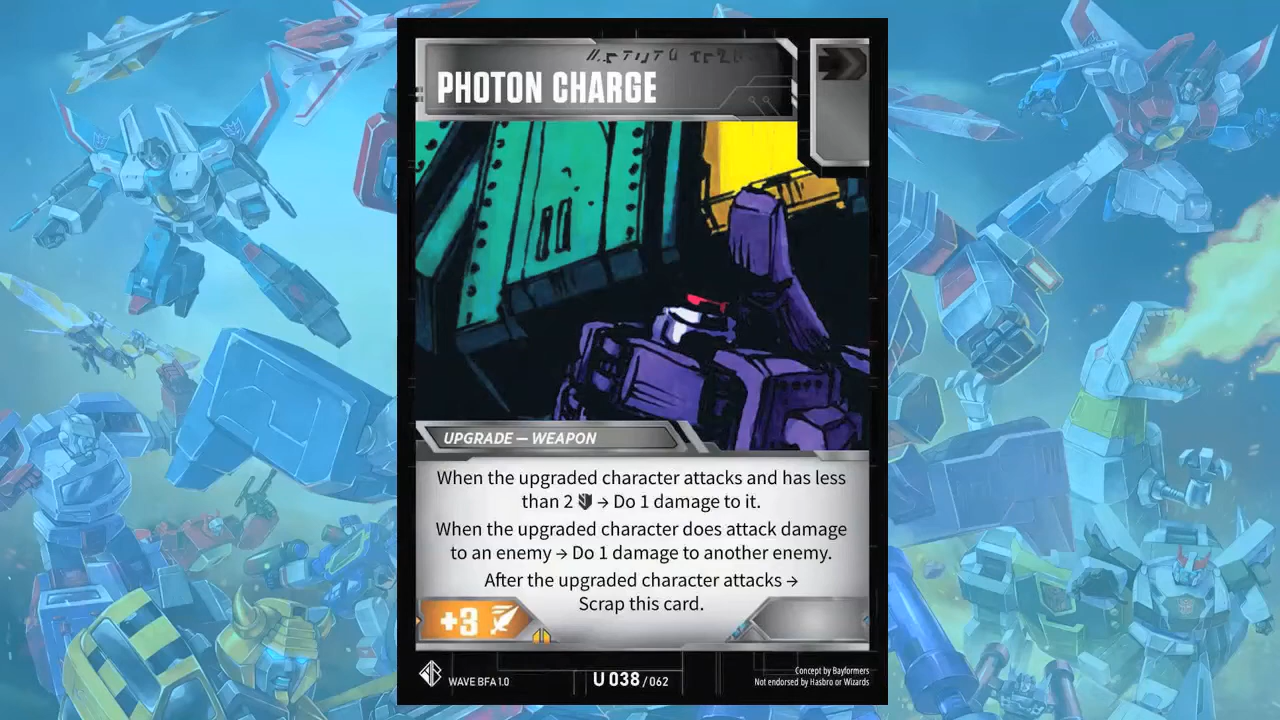 PHOTON CHARGE
UPGRADE — WEAPON
When the upgraded character attacks and has less
than 2 → Do 1 damage to it.
When the upgraded character does attack damage
to an enemy → Do 1 damage to another enemy.
After the upgraded character attacks →
Scrap this card.
+3
WAVE BFA 1.0
U 038 / 062
Concept by Bayformers
Not endorsed by Hasbro or Wizards